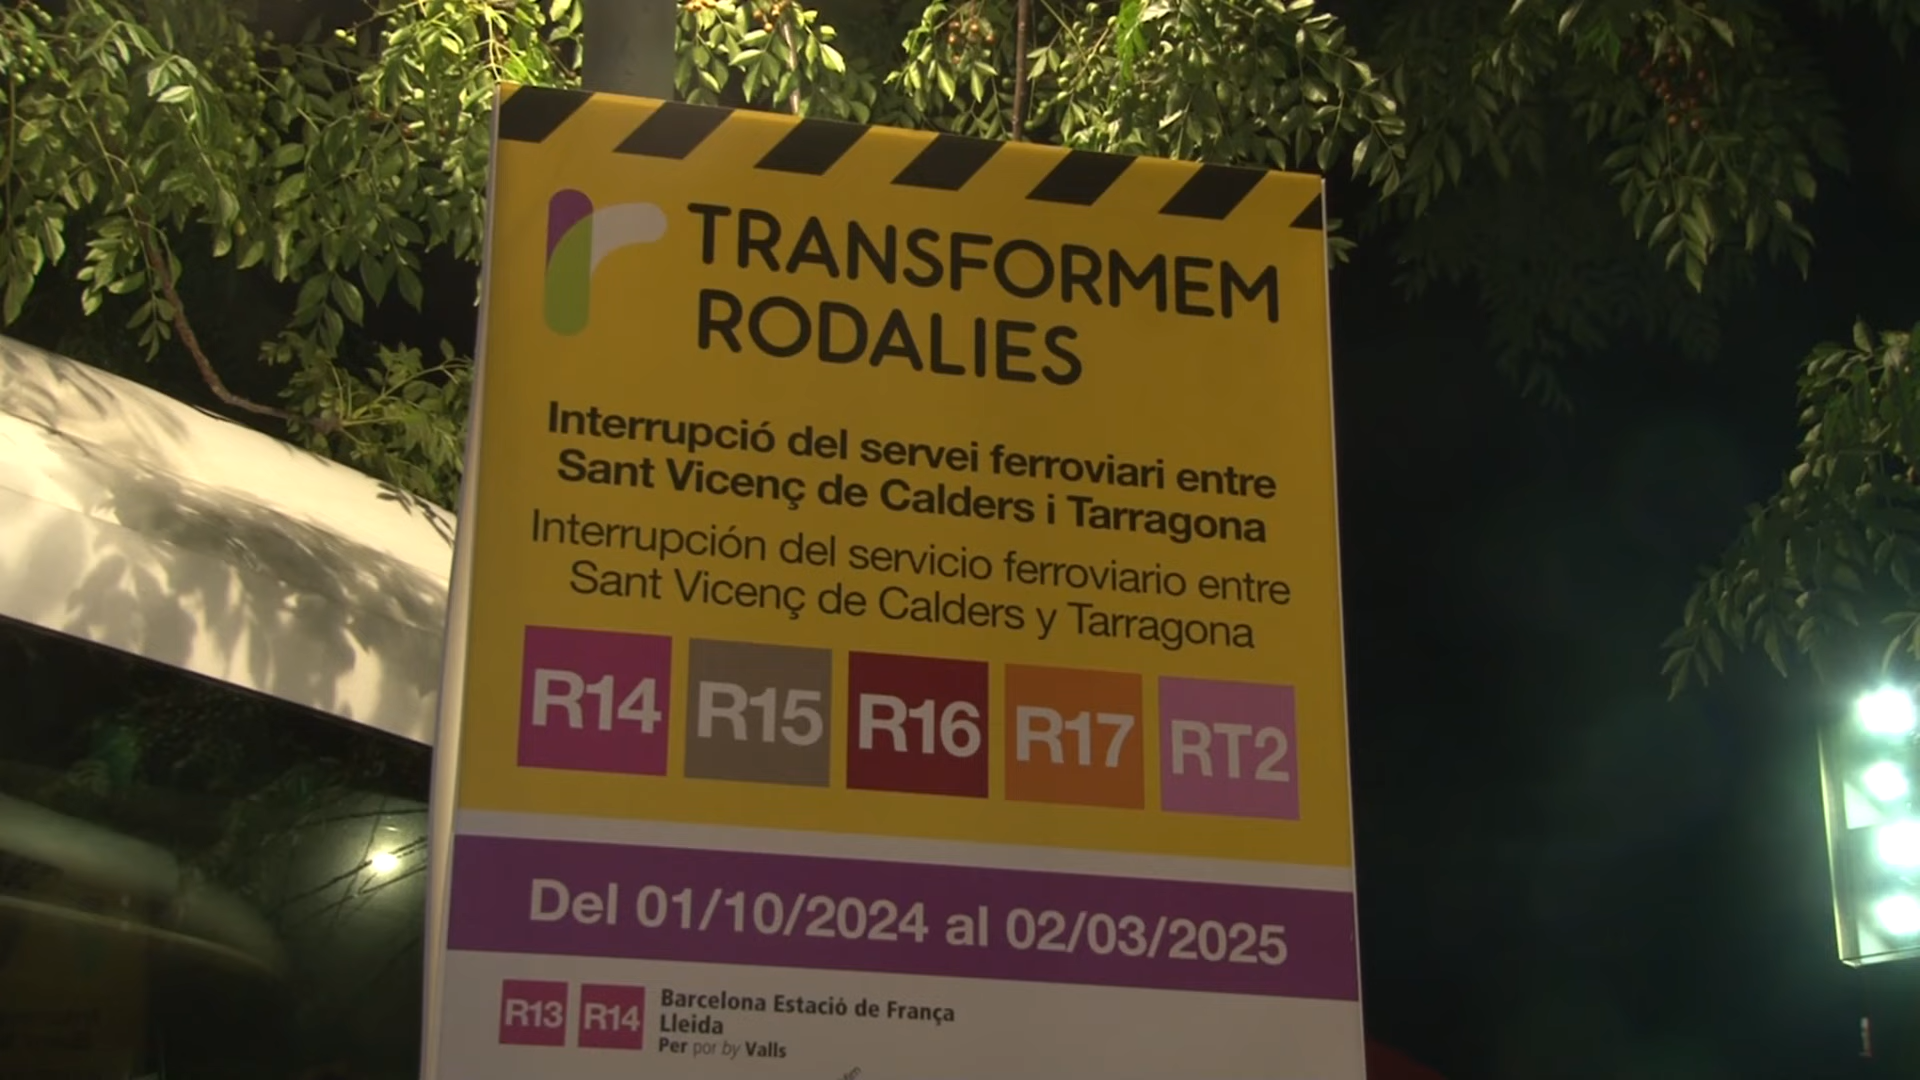 TRANSFORMEM
RODALIES
Interrupció del servei ferroviari entre
Sant Vicenç de Calders i Tarragona
Interrupción del servicio ferroviario entre
Sant Vicenç de Calders y Tarragona
R14 R15 R16 R17 RT2
Del 01/10/2024 al 02/03/2025
R13 R14 Barcelona Estació de França
Lleida
Per por by Valls